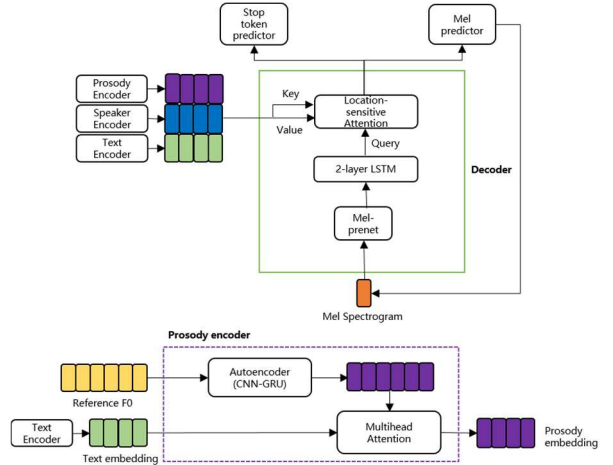 Stop
token
predictor
Mel
predictor
Prosody
Encoder
Speaker
Encoder
Text
Encoder
Key
Value
Location-
sensitive
Attention
Query
2-layer LSTM
Decoder
Mel-
prenet
Mel Spectrogram
Prosody encoder
Reference F0
Autoencoder
(CNN-GRU)
Text
Encoder
Text embedding
Multihead
Attention
Prosody
embedding